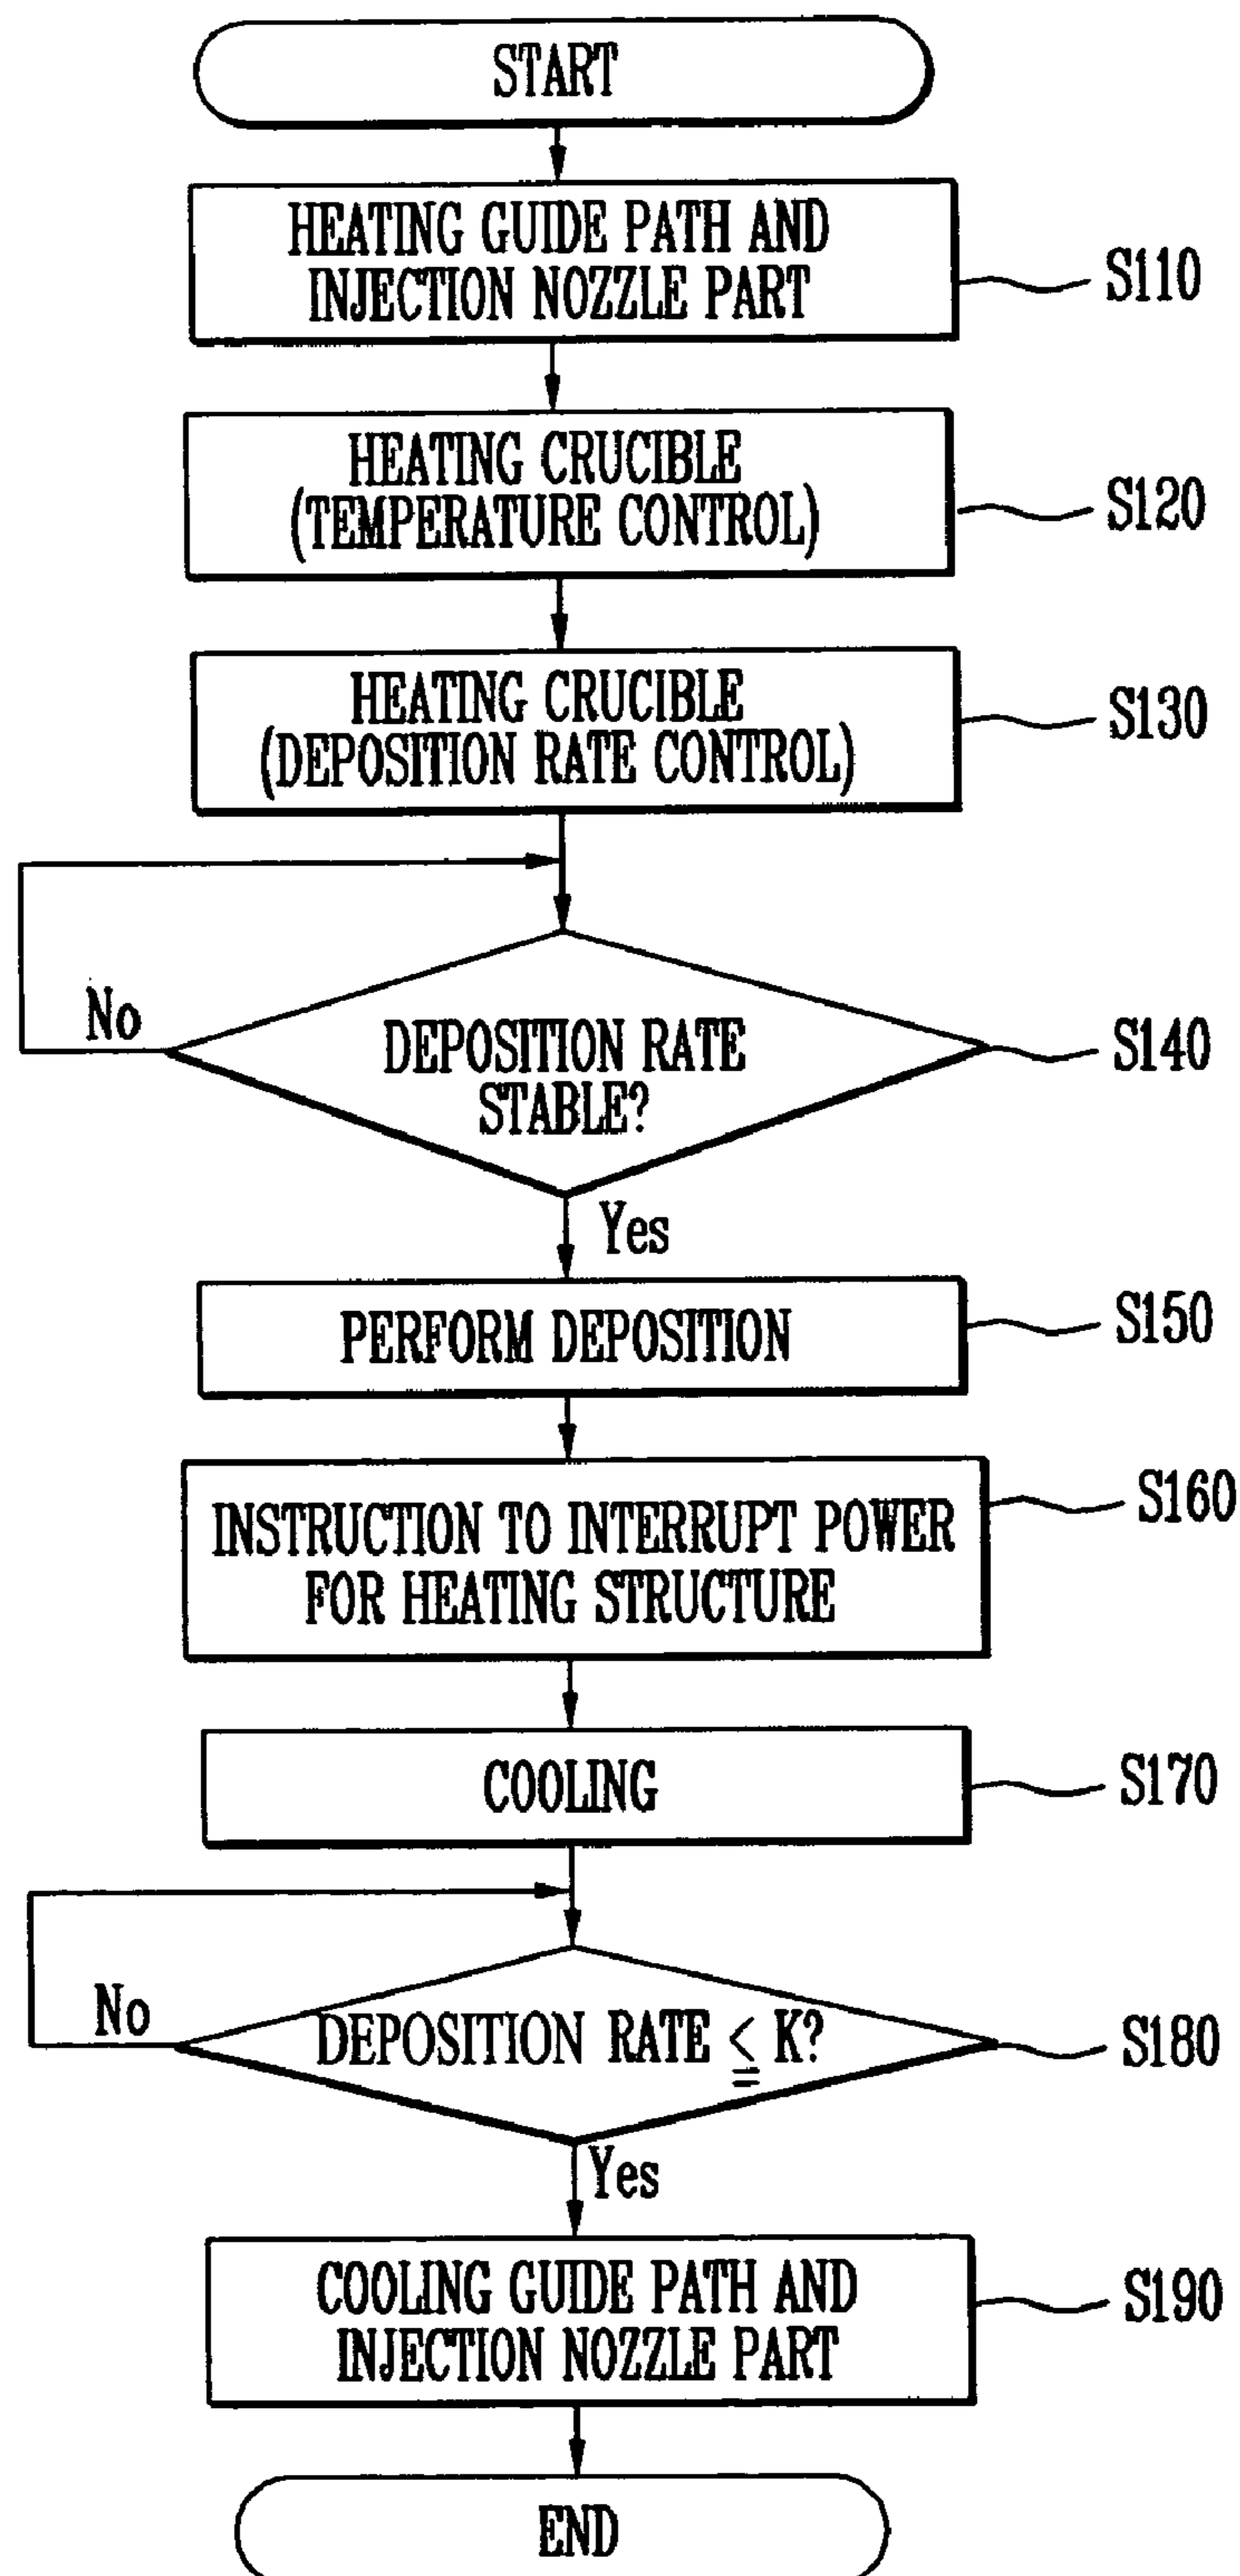 START
HEATING GUIDE PATH AND
INJECTION NOZZLE PART
S110
HEATING CRUCIBLE
(TEMPERATURE CONTROL)
S120
HEATING CRUCIBLE
(DEPOSITION RATE CONTROL)
S130
No
DEPOSITION RATE
STABLE?
S140
Yes
PERFORM DEPOSITION
S150
INSTRUCTION TO INTERRUPT POWER
FOR HEATING STRUCTURE
S160
COOLING
S170
No
DEPOSITION RATE ≦ K?
S180
Yes
COOLING GUIDE PATH AND
INJECTION NOZZLE PART
S190
END